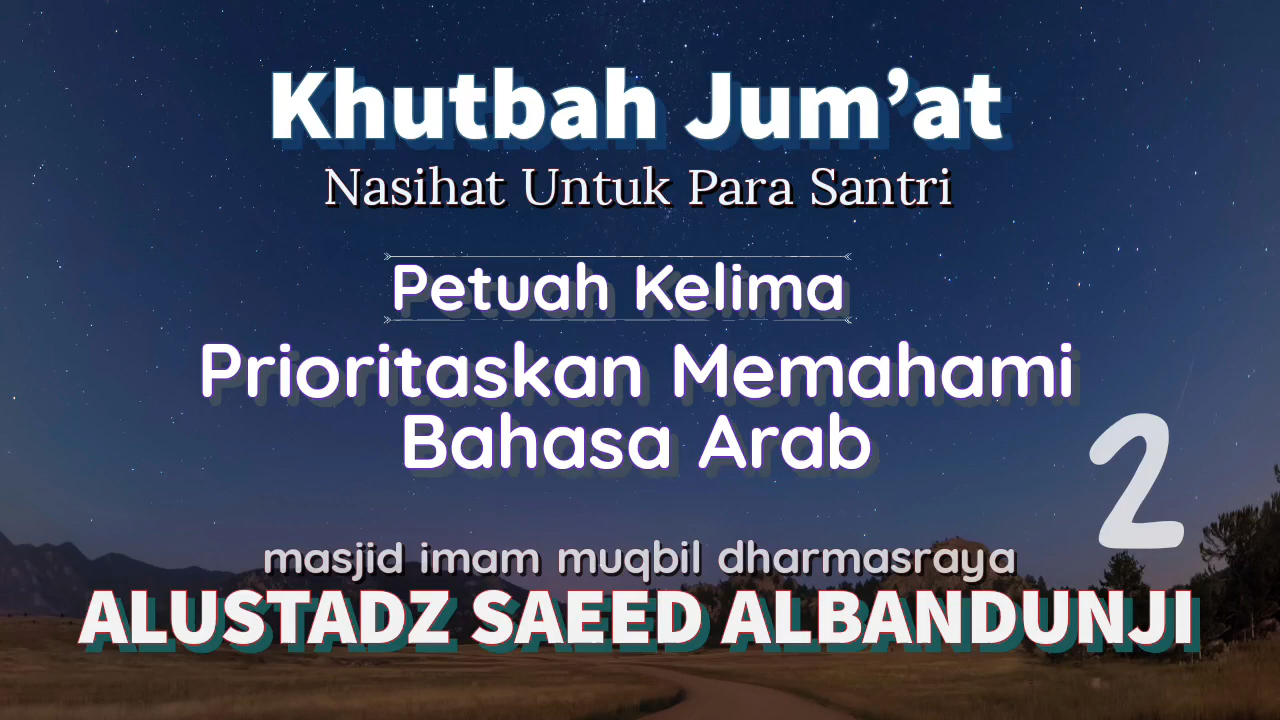 Khutbah Jum’at
Nasihat Untuk Para Santri
Petuah Kelima
Prioritaskan Memahami
Bahasa Arab
2
masjid imam muqbil dharmasraya
ALUSTADZ SAEED ALBANDUNJI